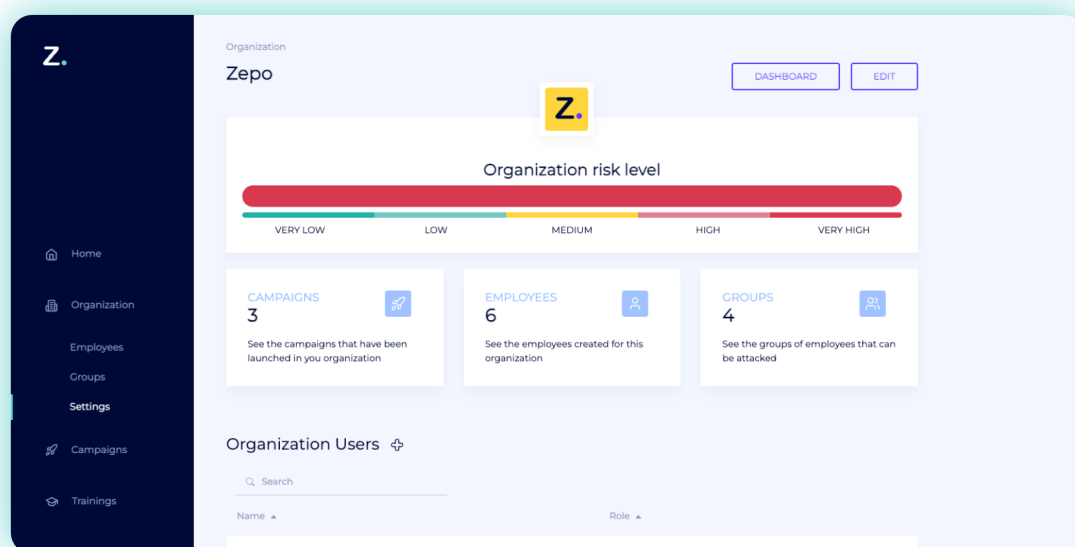 Z.
Home
Organization
Employees
Groups
Settings
Campaigns
Trainings
Organization
Zepo
DASHBOARD
EDIT
Z.
Organization risk level
VERY LOW
LOW
MEDIUM
HIGH
VERY HIGH
CAMPAIGNS
3
See the campaigns that have been
launched in you organization
EMPLOYEES
6
See the employees created for this
organization
GROUPS
4
See the groups of employees that can
be attacked
Organization Users
Search
Name
Role